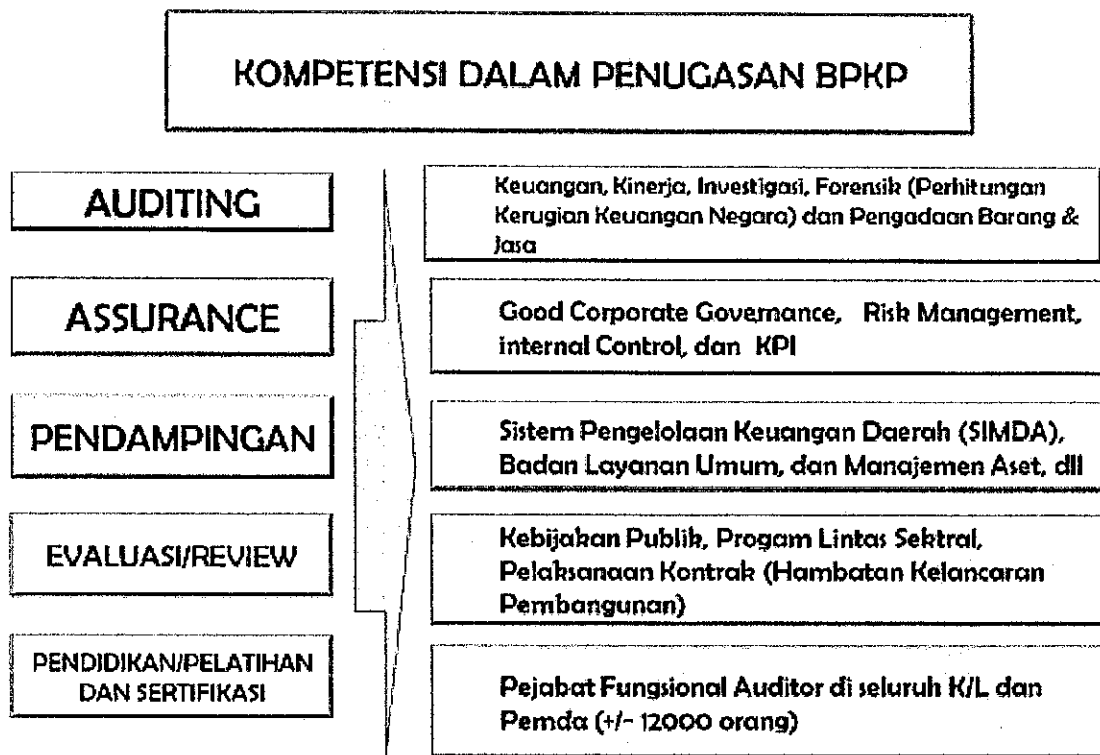 KOMPETENSI DALAM PENUGASAN BPKP
AUDITING
Keuangan, Kinerja, Investigasi, Forensik (Perhitungan
Kerugian Keuangan Negara) dan Pengadaan Barang &
Jasa
ASSURANCE
Good Corporate Governance, Risk Management,
internal Control, dan KPI
PENDAMPINGAN
Sistem Pengelolaan Keuangan Daerah (SIMDA),
Badan Layanan Umum, dan Manajemen Aset, dll
EVALUASI/REVIEW
Kebijakan Publik, Progam Lintas Sektral,
Pelaksanaan Kontrak (Hambatan Kelancaran
Pembangunan)
PENDIDIKAN/PELATIHAN
DAN SERTIFIKASI
Pejabat Fungsional Auditor di seluruh K/L dan
Pemda (+/- 12000 orang)